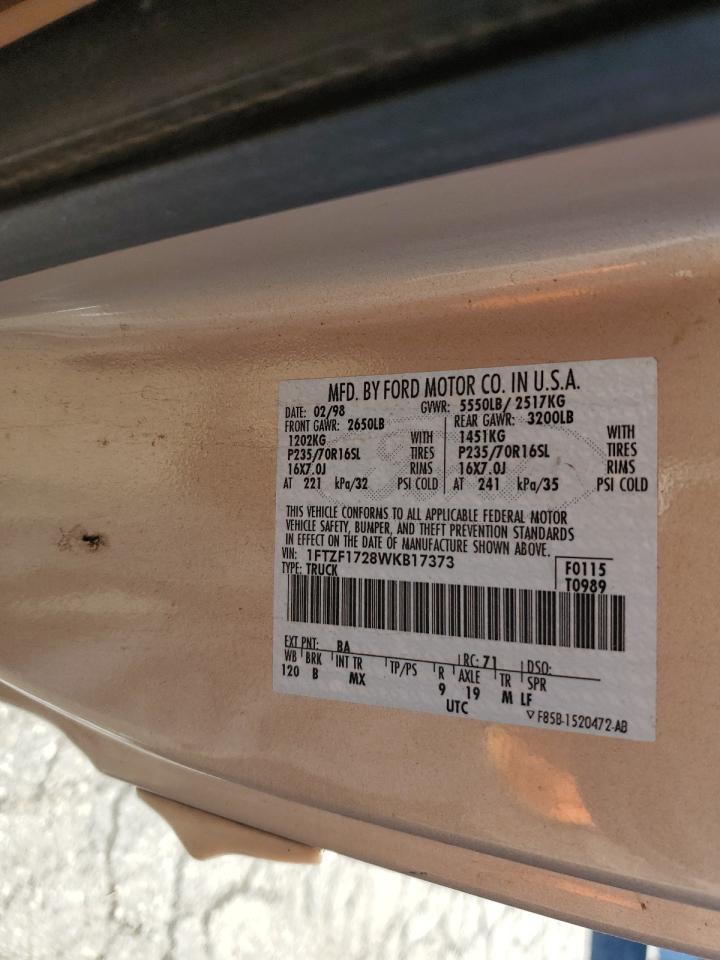 MFD. BY FORD MOTOR CO. IN U.S.A.
DATE: 02/98 GVWR: 5550LB/ 2517KG
FRONT GAWR: 2650LB REAR GAWR: 3200LB
1202KG WITH 1451KG WITH
P235/70R16SL TIRES P235/70R16SL TIRES
16X7.0J RIMS 16X7.0J RIMS
AT 221 kPa/32 PSI COLD AT 241 kPa/35 PSI COLD
THIS VEHICLE CONFORMS TO ALL APPLICABLE FEDERAL MOTOR
VEHICLE SAFETY, BUMPER, AND THEFT PREVENTION STANDARDS
IN EFFECT ON THE DATE OF MANUFACTURE SHOWN ABOVE.
VIN: 1FTZF1728WKB17373 F0115
TYPE: TRUCK T0989
EXT PNT: BA RC: 71 DSO:
WB BRK INT TR TP/PS R AXLE TR SPR
120 B MX 9 19 M LF
UTC
▽ F85B-1520472-AB